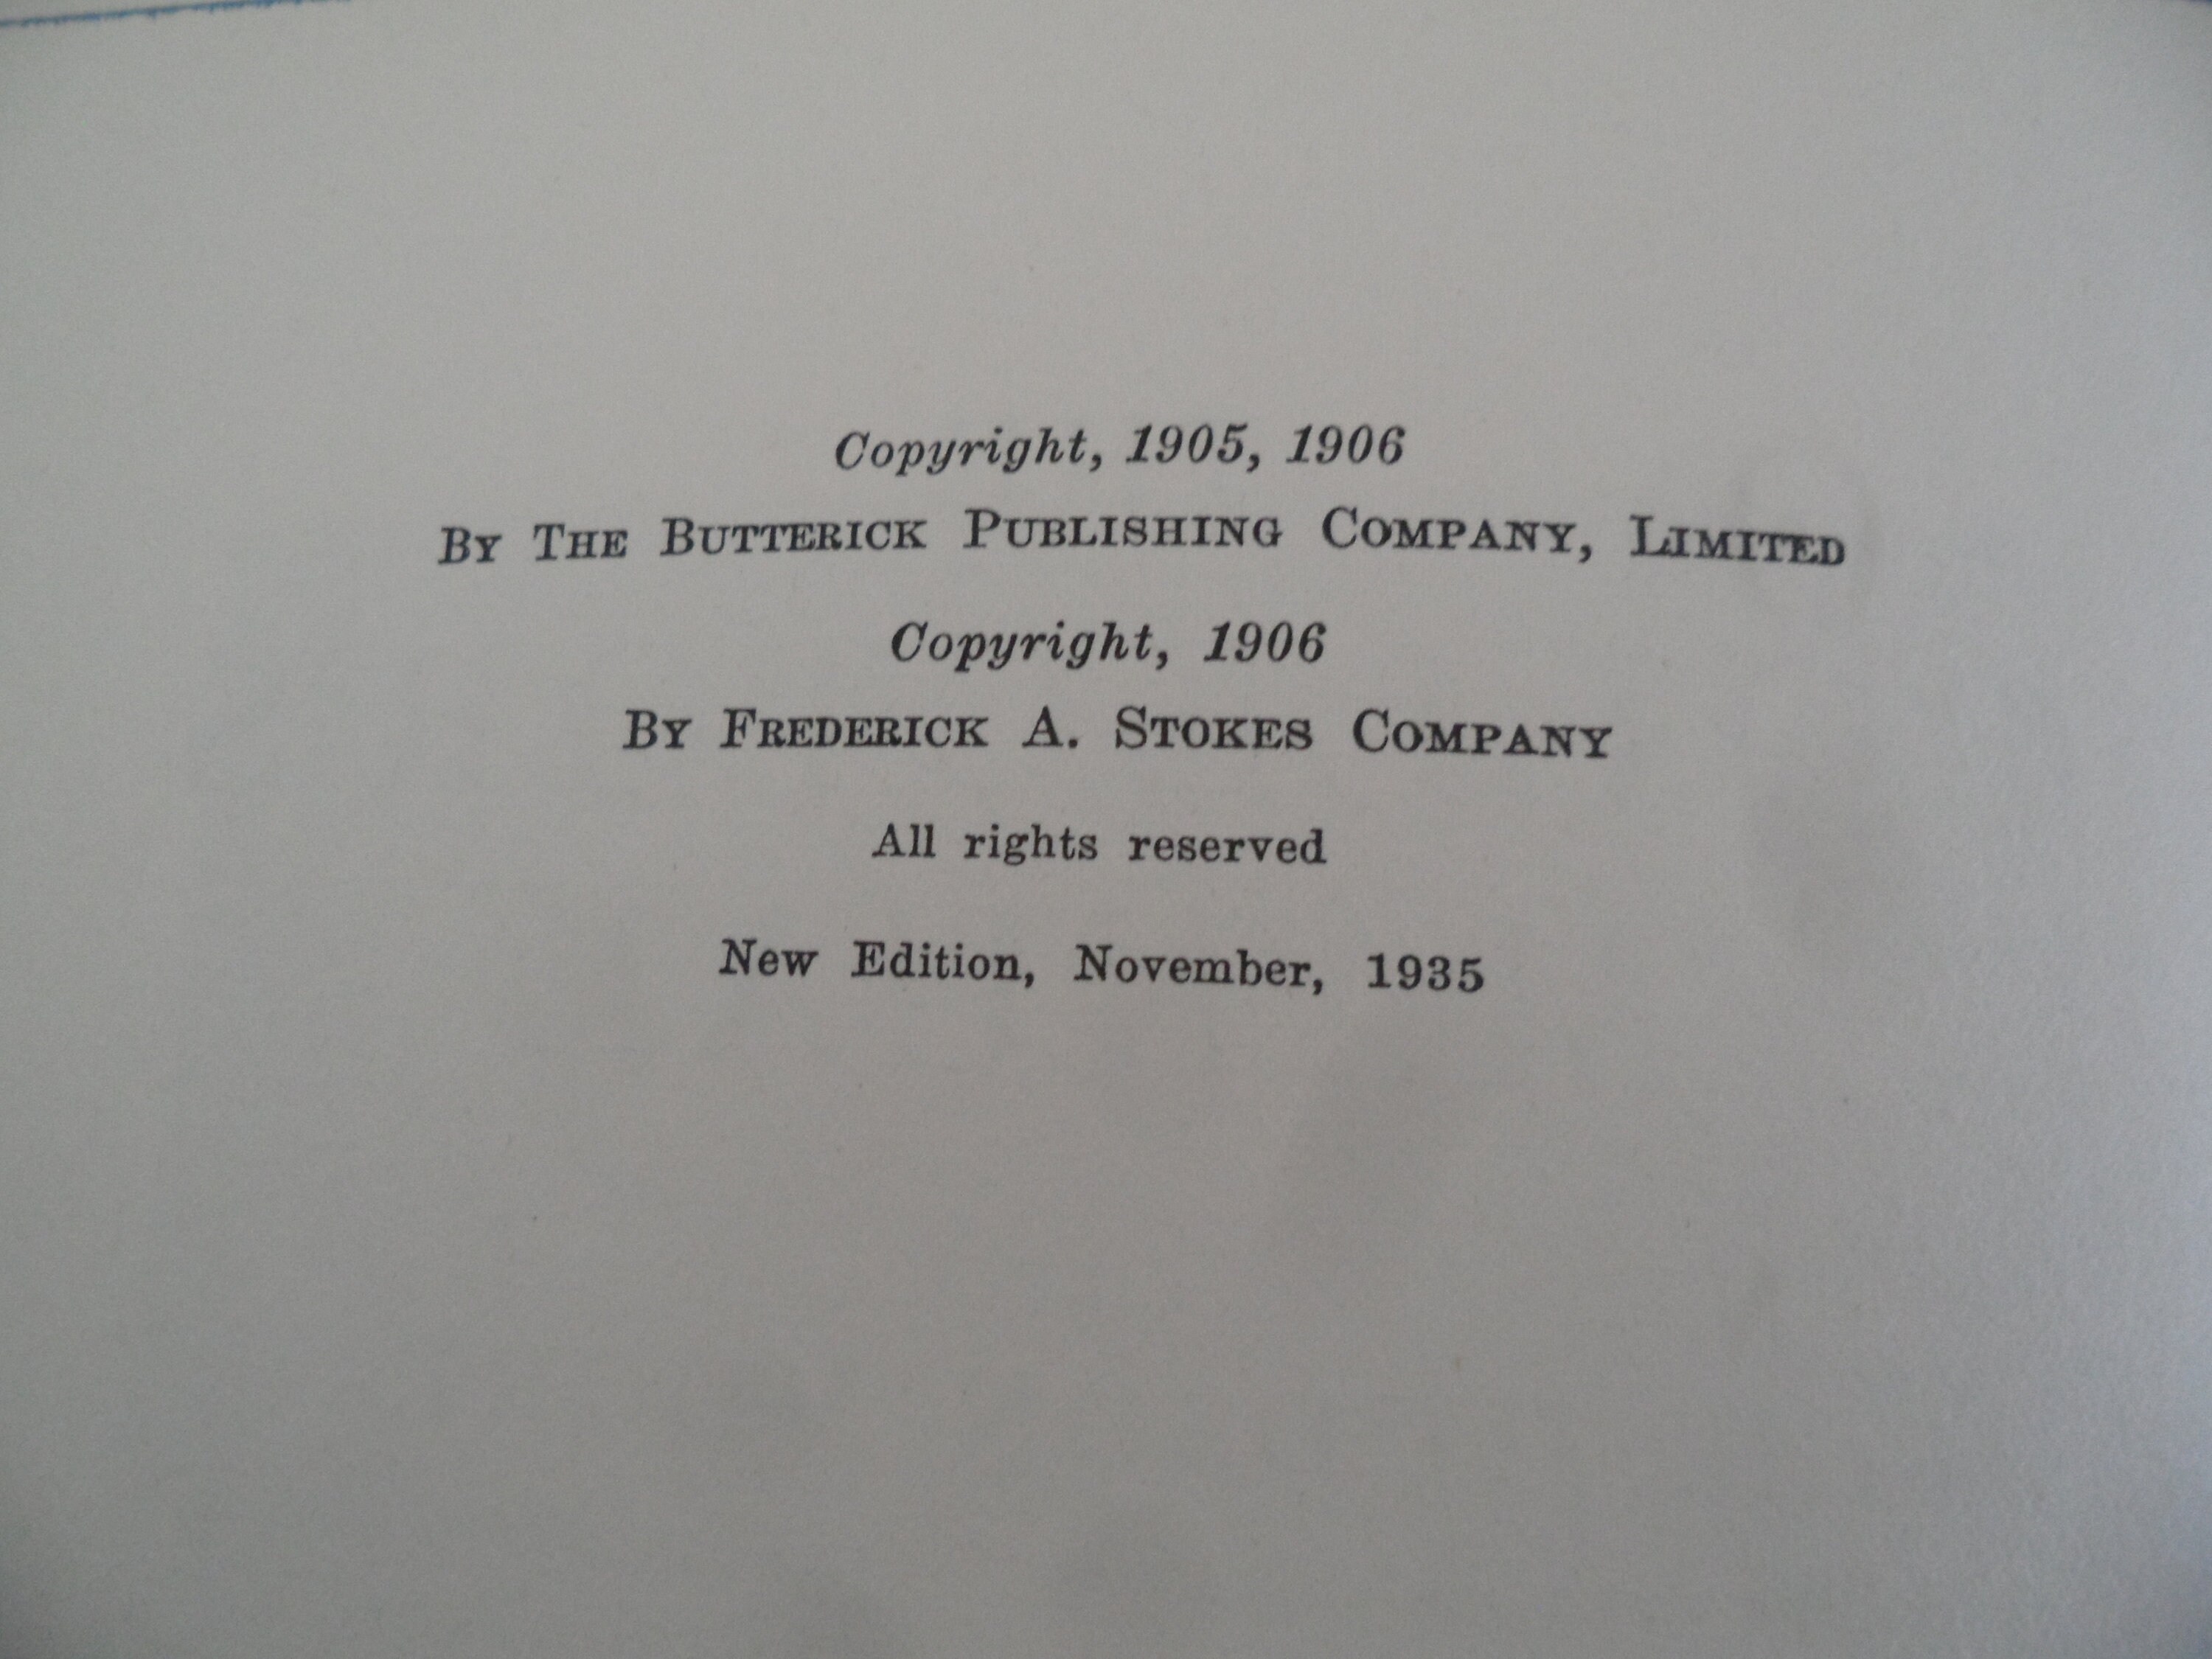 Copyright, 1905, 1906
By The Butterick Publishing Company, Limited
Copyright, 1906
By Frederick A. Stokes Company
All rights reserved
New Edition, November, 1935